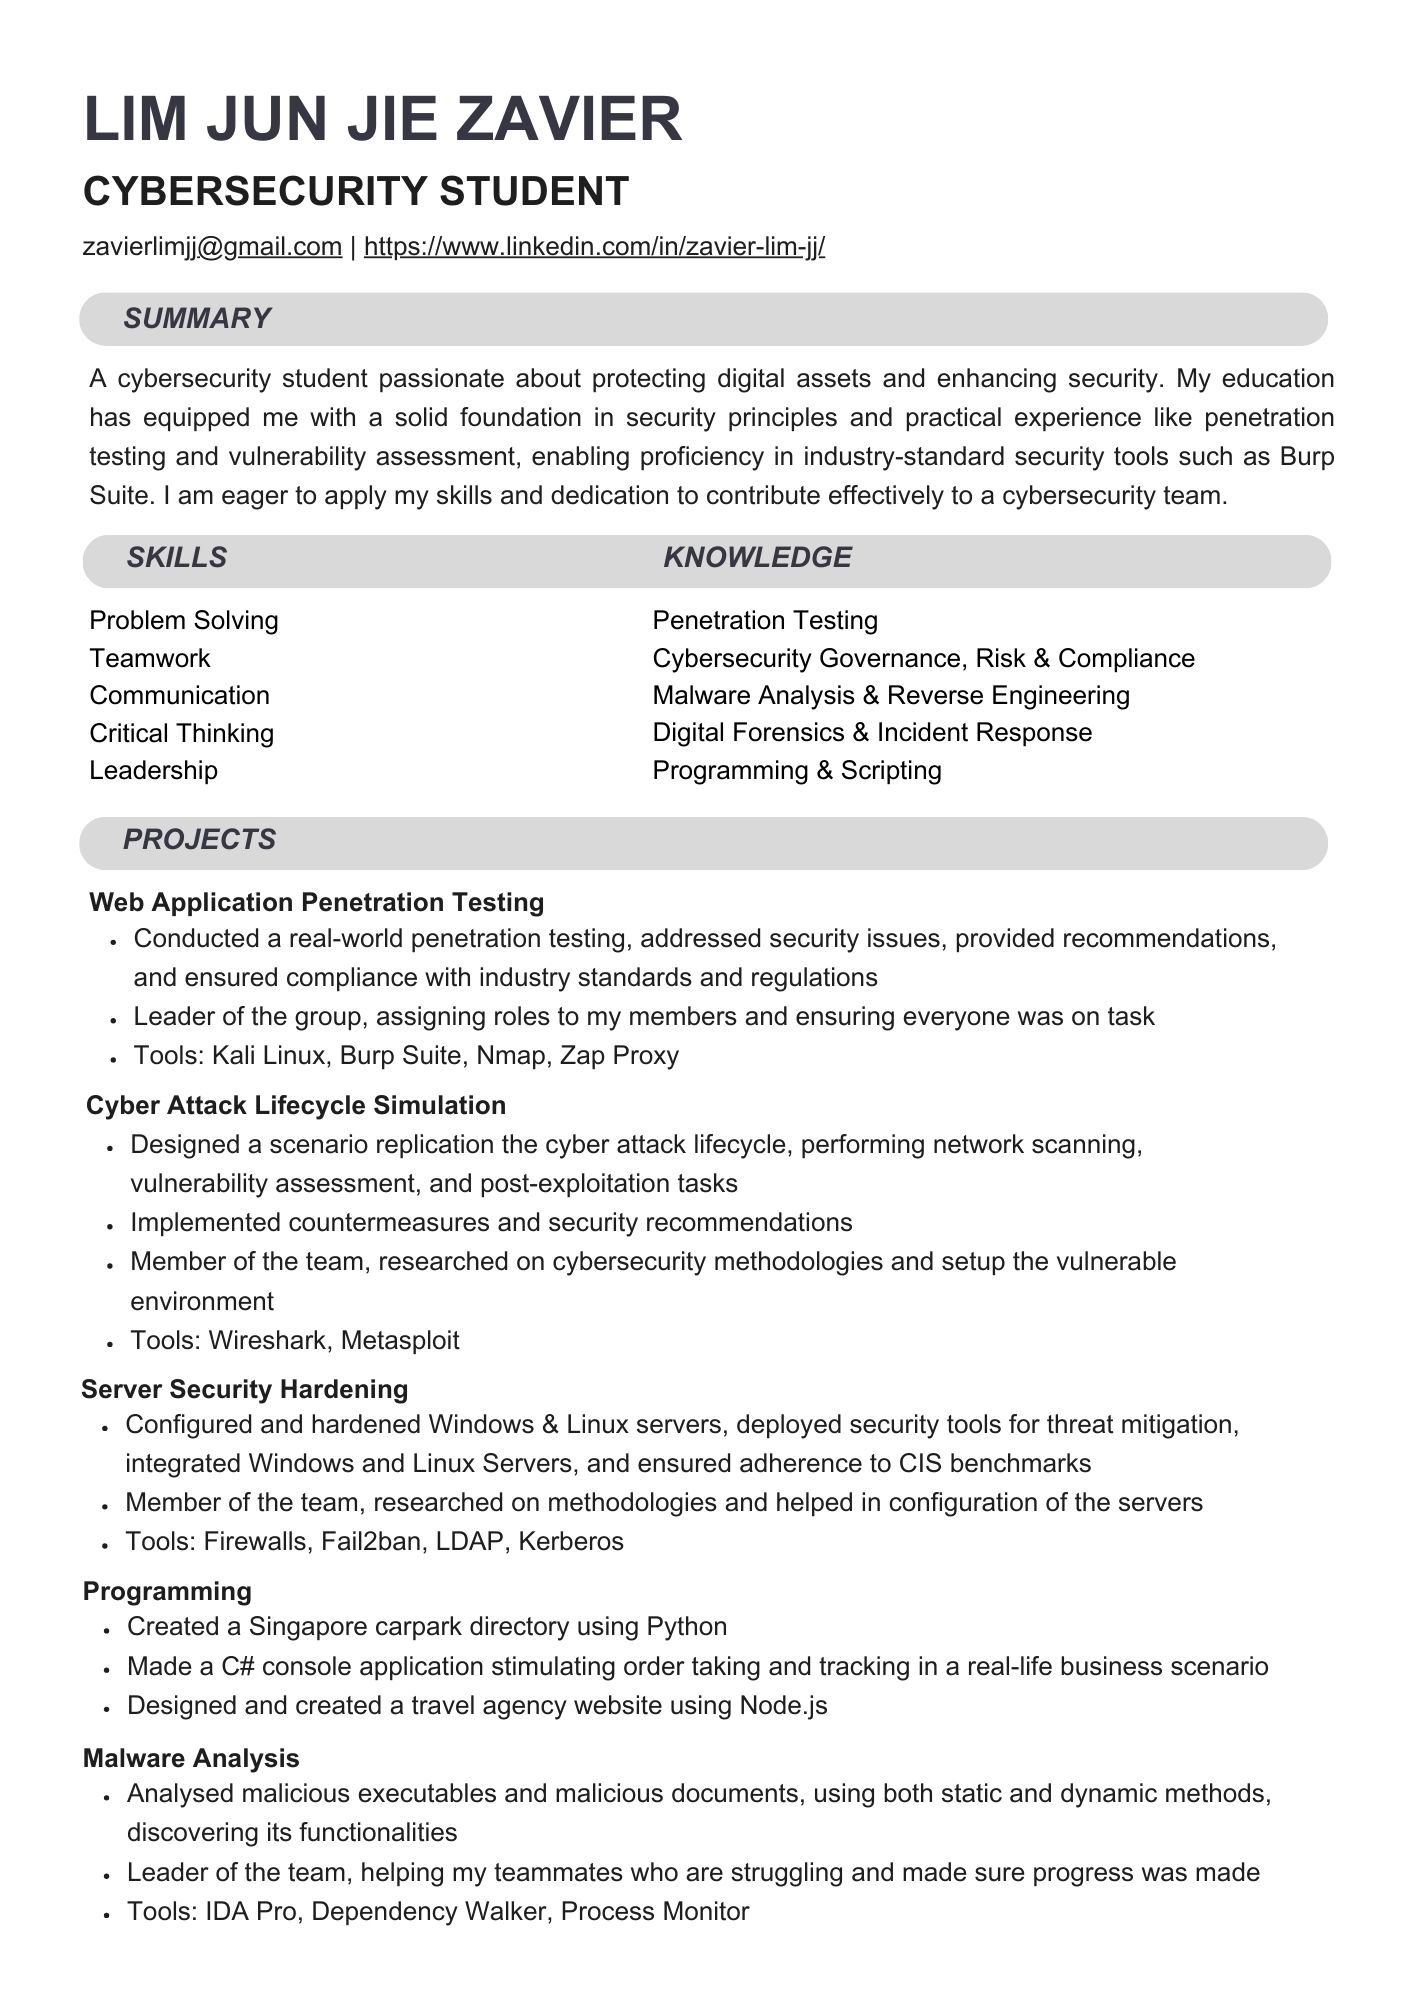 LIM JUN JIE ZAVIER
CYBERSECURITY STUDENT
zavierlimjj@gmail.com | https://www.linkedin.com/in/zavier-lim-jj/
SUMMARY
A cybersecurity student passionate about protecting digital assets and enhancing security. My education
has equipped me with a solid foundation in security principles and practical experience like penetration
testing and vulnerability assessment, enabling proficiency in industry-standard security tools such as Burp
Suite. I am eager to apply my skills and dedication to contribute effectively to a cybersecurity team.
SKILLS
Problem Solving
Teamwork
Communication
Critical Thinking
Leadership
KNOWLEDGE
Penetration Testing
Cybersecurity Governance, Risk & Compliance
Malware Analysis & Reverse Engineering
Digital Forensics & Incident Response
Programming & Scripting
PROJECTS
Web Application Penetration Testing
• Conducted a real-world penetration testing, addressed security issues, provided recommendations,
and ensured compliance with industry standards and regulations
• Leader of the group, assigning roles to my members and ensuring everyone was on task
• Tools: Kali Linux, Burp Suite, Nmap, Zap Proxy
Cyber Attack Lifecycle Simulation
• Designed a scenario replication the cyber attack lifecycle, performing network scanning,
vulnerability assessment, and post-exploitation tasks
• Implemented countermeasures and security recommendations
• Member of the team, researched on cybersecurity methodologies and setup the vulnerable
environment
• Tools: Wireshark, Metasploit
Server Security Hardening
• Configured and hardened Windows & Linux servers, deployed security tools for threat mitigation,
integrated Windows and Linux Servers, and ensured adherence to CIS benchmarks
• Member of the team, researched on methodologies and helped in configuration of the servers
• Tools: Firewalls, Fail2ban, LDAP, Kerberos
Programming
• Created a Singapore carpark directory using Python
• Made a C# console application stimulating order taking and tracking in a real-life business scenario
• Designed and created a travel agency website using Node.js
Malware Analysis
• Analysed malicious executables and malicious documents, using both static and dynamic methods,
discovering its functionalities
• Leader of the team, helping my teammates who are struggling and made sure progress was made
• Tools: IDA Pro, Dependency Walker, Process Monitor